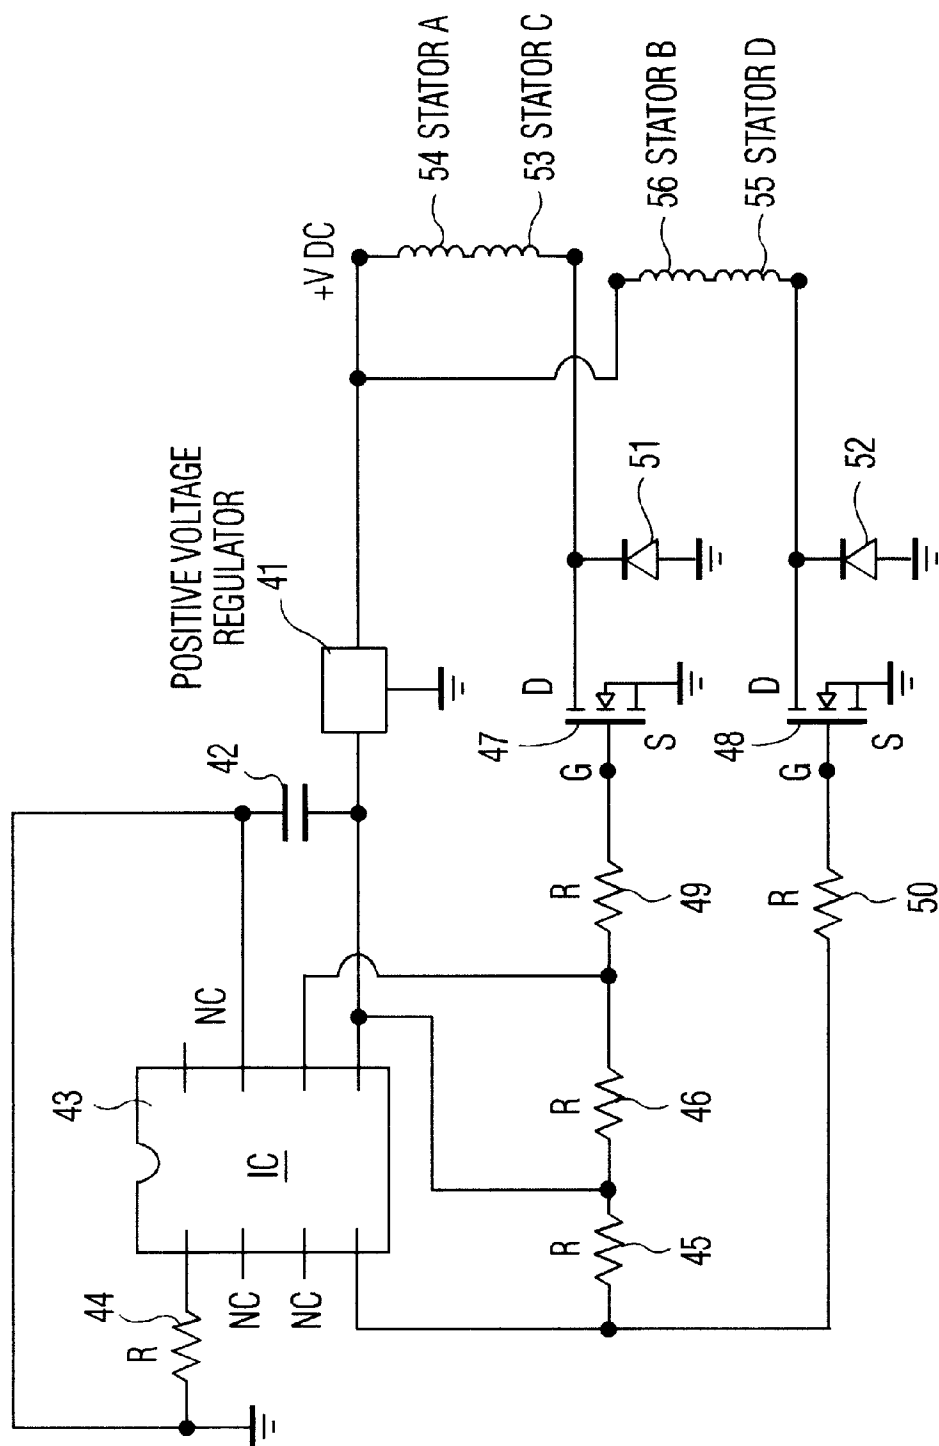 +V DC
54 STATOR A
53 STATOR C
56 STATOR B
55 STATOR D
POSITIVE VOLTAGE
REGULATOR
41
42
NC
43
IC
44
R
NC
NC
51
52
D
47
G
S
D
48
G
S
R
49
R
46
R
45
R
50